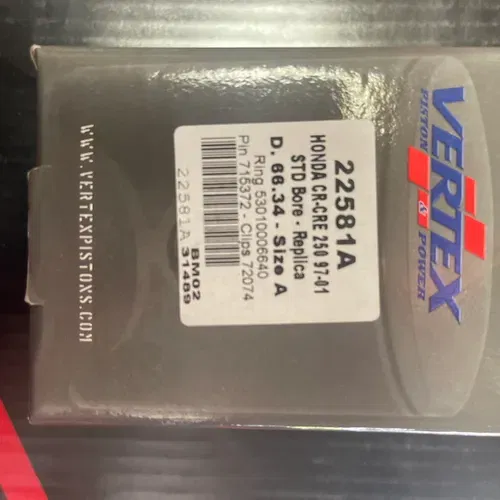 VERTEX
PISTON & POWER
22581A
HONDA CR-CRE 250 97-01
STD Bore - Replica
D. 66.34 - Size A
Ring 53010006640
Pin 715372 - Clips 72074
BM02
22581A 31489
WWW.VERTEXPISTONS.COM